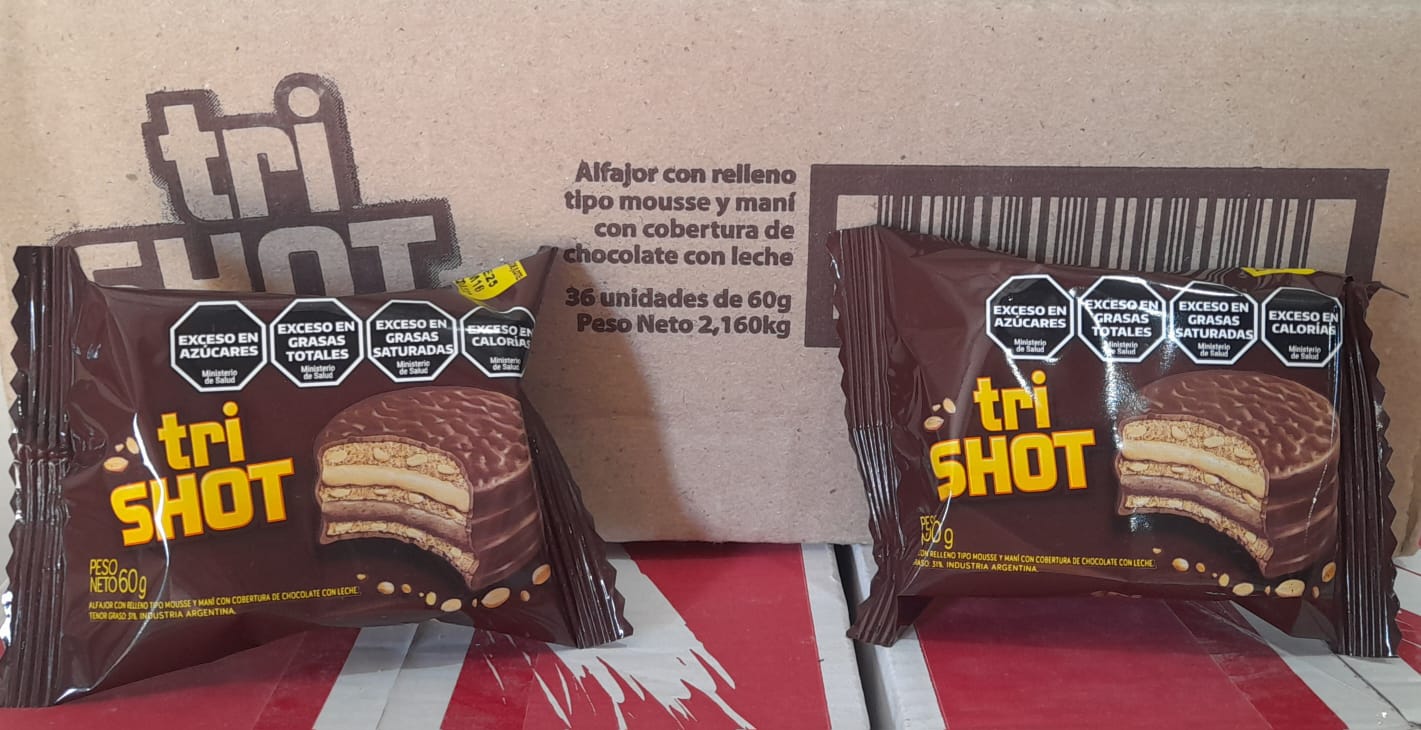 tri
SHOT
Alfajor con relleno
tipo mousse y maní
con cobertura de
chocolate con leche
36 unidades de 60g
Peso Neto 2,160kg
EXCESO EN
AZÚCARES
Ministerio
de Salud
EXCESO EN
GRASAS
TOTALES
Ministerio
de Salud
EXCESO EN
GRASAS
SATURADAS
Ministerio
de Salud
EXCESO EN
CALORÍAS
Ministerio
de Salud
tri
SHOT
PESO
NETO 60 g
ALFAJOR CON RELLENO TIPO MOUSSE Y MANÍ CON COBERTURA DE CHOCOLATE CON LECHE.
TENOR GRASO: 31%. INDUSTRIA ARGENTINA.
EXCESO EN
AZÚCARES
Ministerio
de Salud
EXCESO EN
GRASAS
TOTALES
Ministerio
de Salud
EXCESO EN
GRASAS
SATURADAS
Ministerio
de Salud
EXCESO EN
CALORÍAS
Ministerio
de Salud
tri
SHOT
g
RELLENO TIPO MOUSSE Y MANÍ CON COBERTURA DE CHOCOLATE CON LECHE.
31%. INDUSTRIA ARGENTINA.